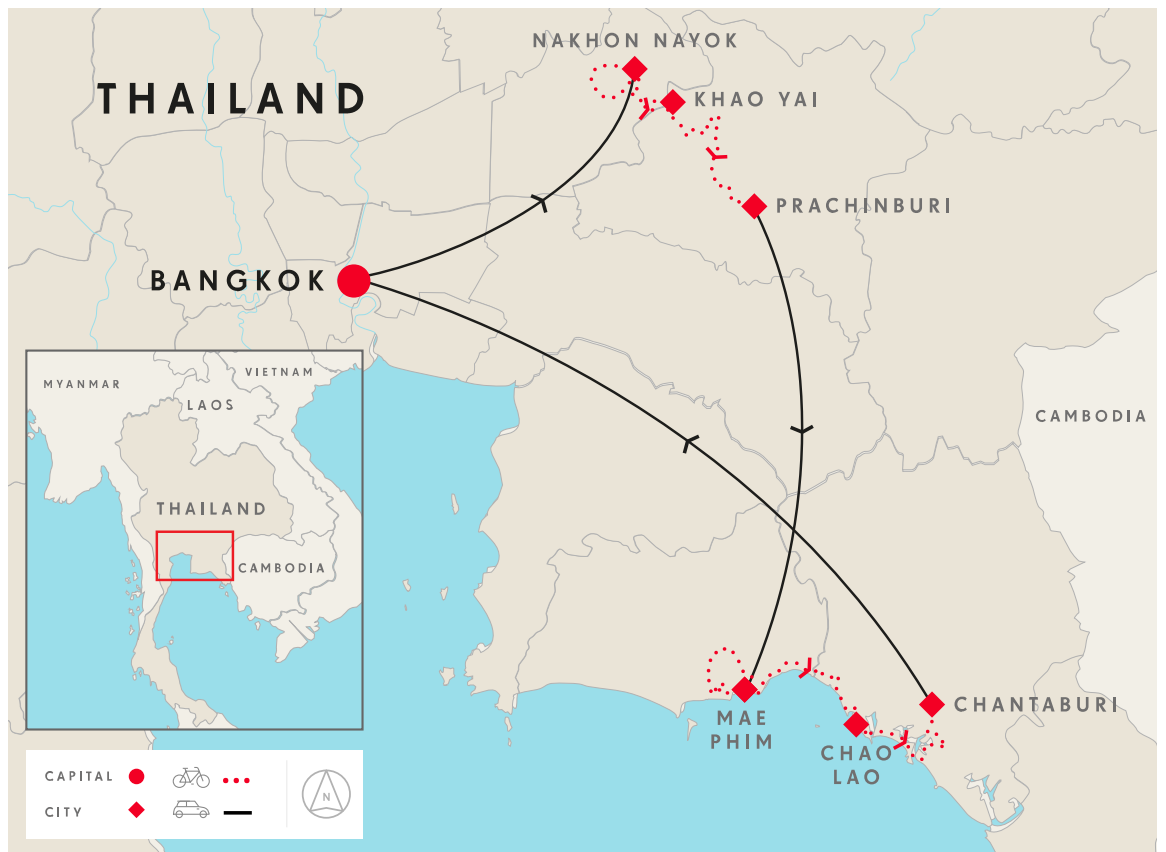 NAKHON NAYOK
THAILAND
KHAO YAI
PRACHINBURI
BANGKOK
MYANMAR
VIETNAM
LAOS
THAILAND
CAMBODIA
CAMBODIA
MAE
PHIM
CHANTABURI
CHAO
LAO
CAPITAL
CITY
N